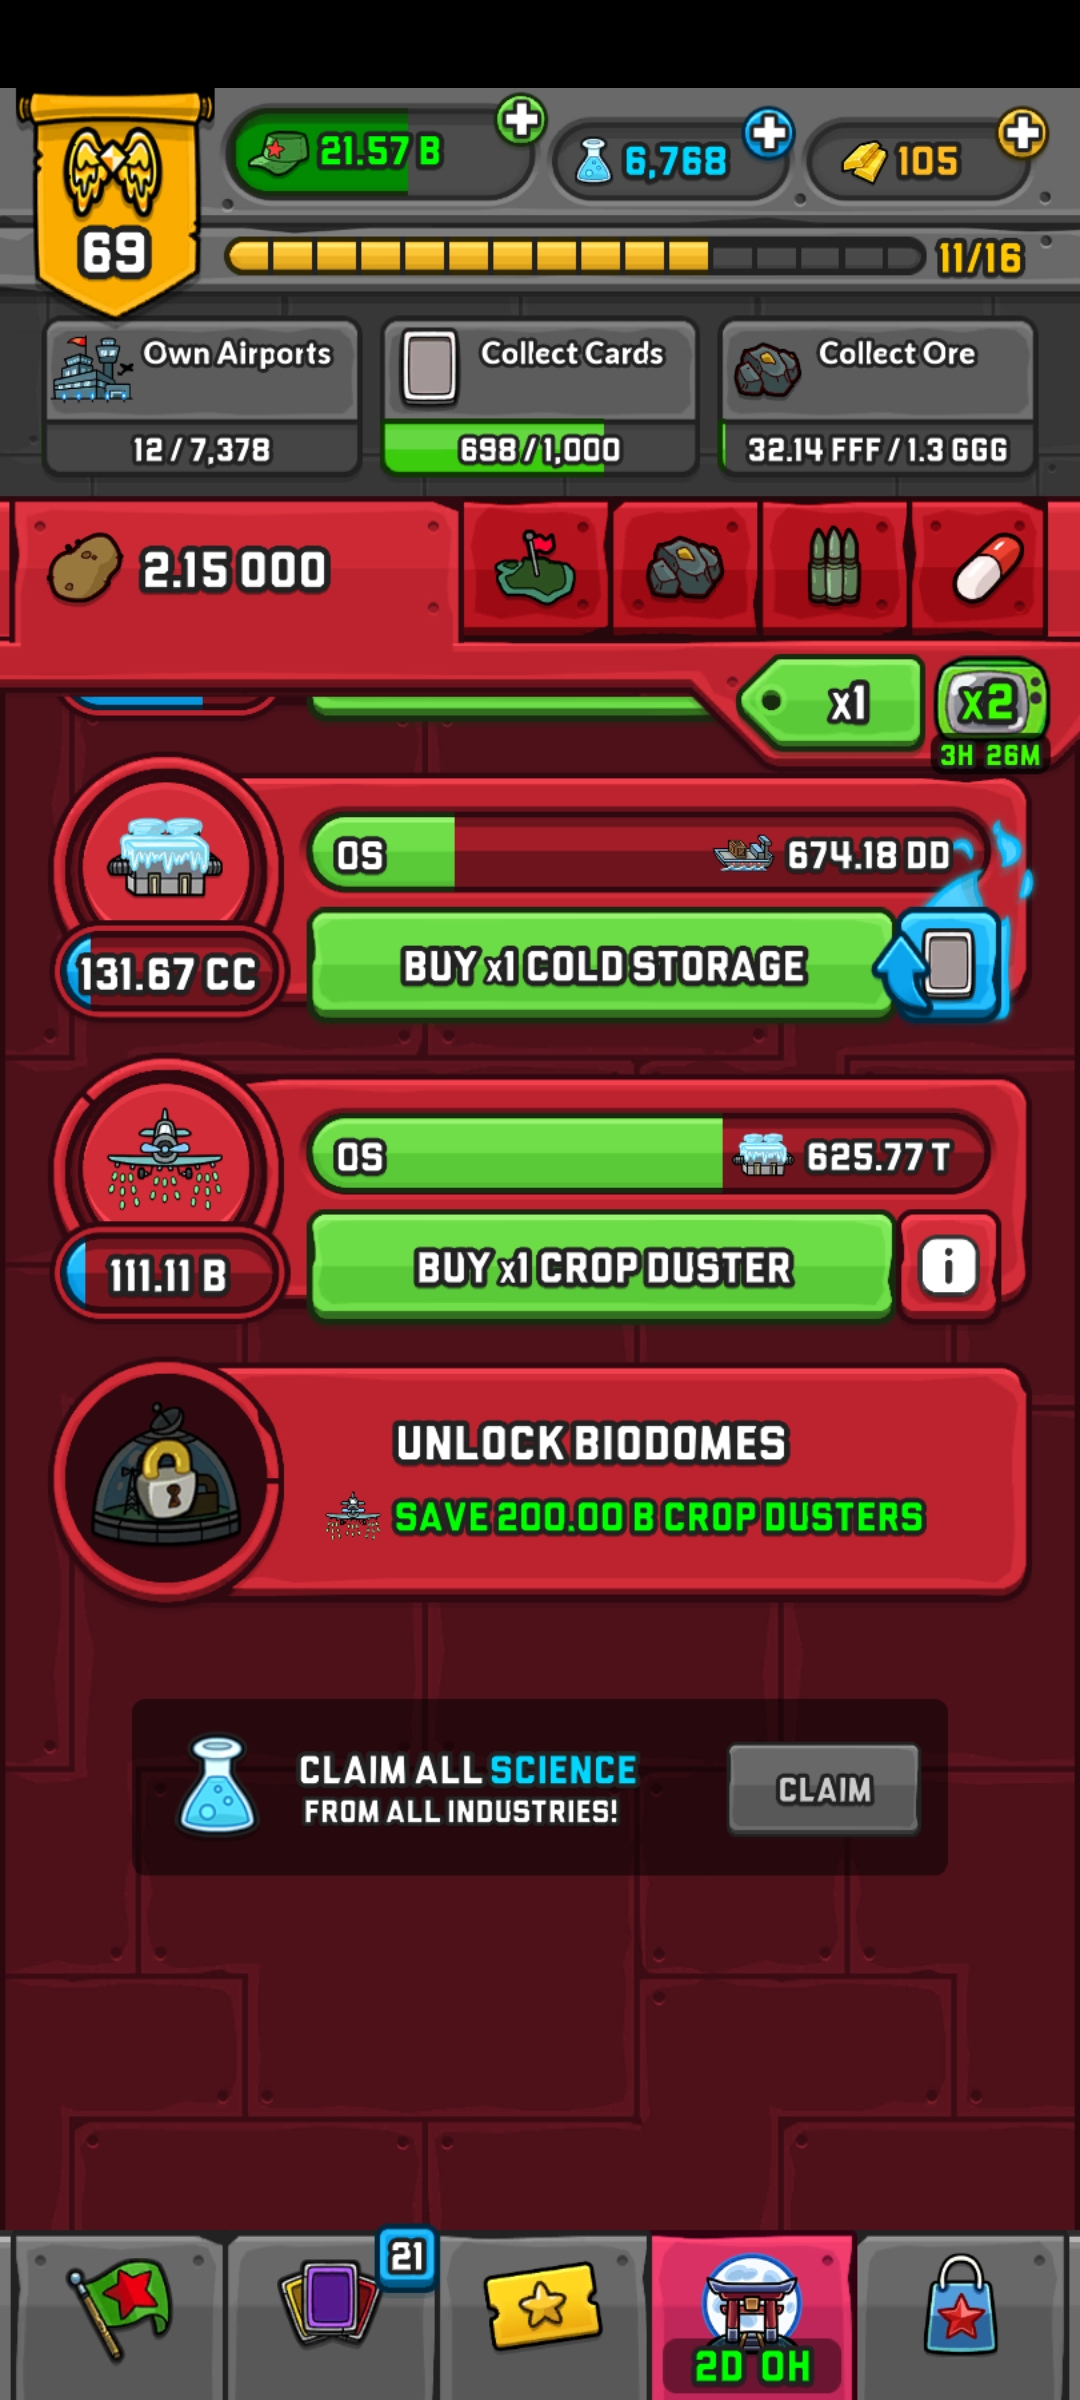 69
21.57 B
6,768
105
11/16
Own Airports
12 / 7,378
Collect Cards
698 / 1,000
Collect Ore
32.14 FFF / 1.3 GGG
2.15 000
x1
x2
3H 26M
0S
674.18 DD
131.67 CC
BUY x1 COLD STORAGE
0S
625.77 T
111.11 B
BUY x1 CROP DUSTER
i
UNLOCK BIODOMES
SAVE 200.00 B CROP DUSTERS
CLAIM ALL SCIENCE
FROM ALL INDUSTRIES!
CLAIM
21
2D 0H